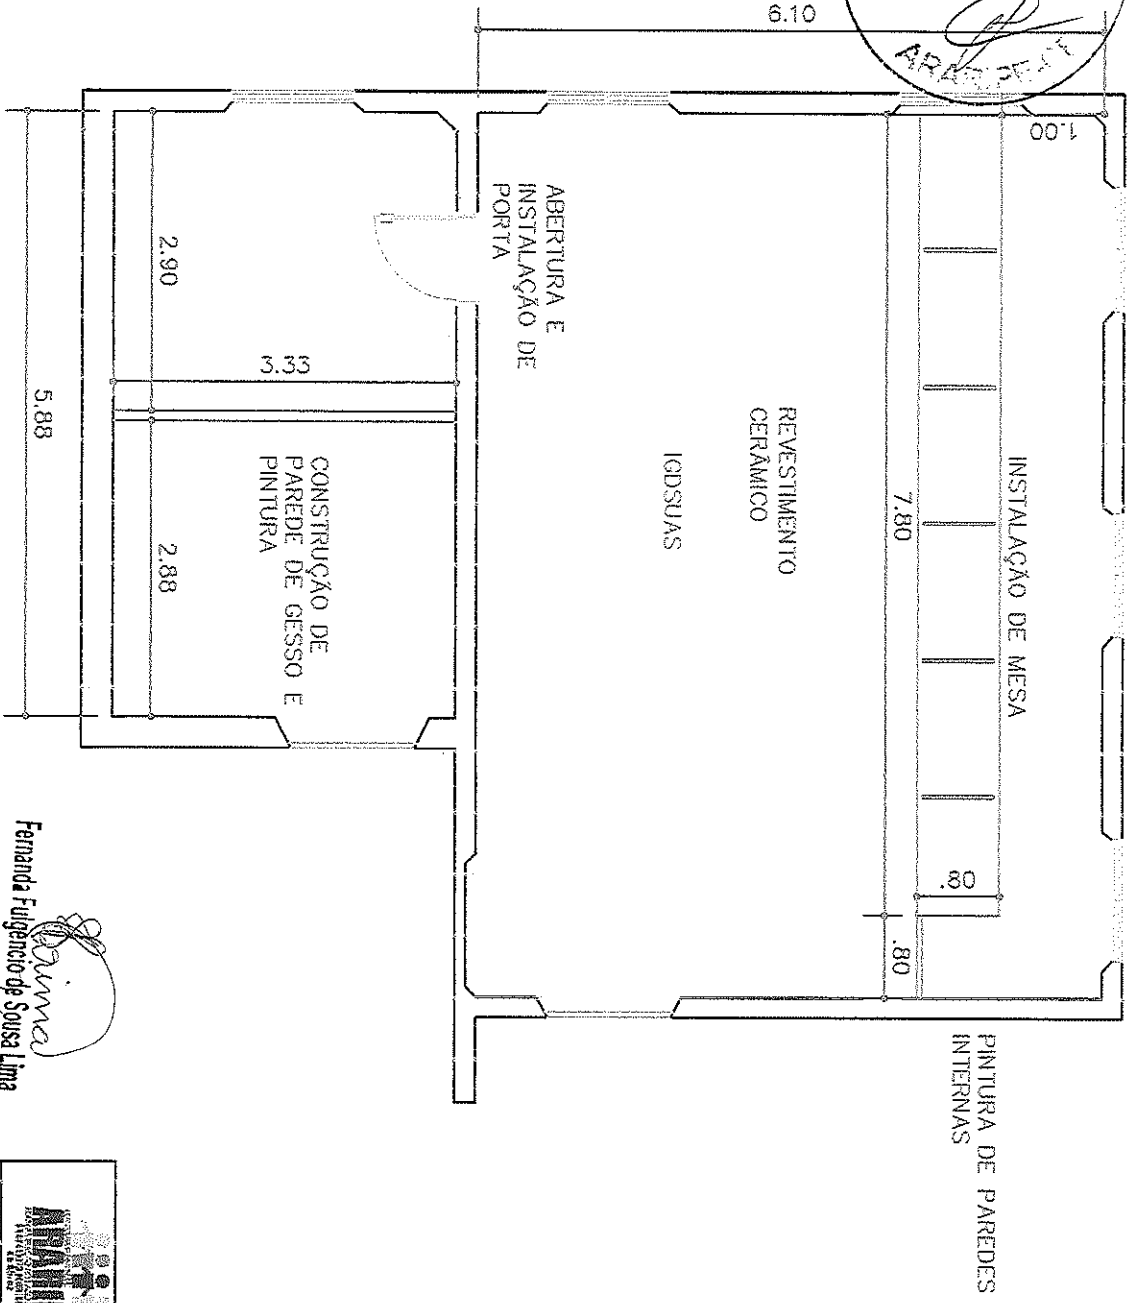 6.10
1.00
ABERTURA E
INSTALAÇÃO DE
PORTA
2.90
3.33
5.88
2.88
CONSTRUÇÃO DE
PAREDE DE GESSO E
PINTURA
REVESTIMENTO
CERÂMICO
IGDSUAS
7.80
INSTALAÇÃO DE MESA
.80
.80
PINTURA DE PAREDES
INTERNAS
Fernanda Fulgêncio de Sousa Lima